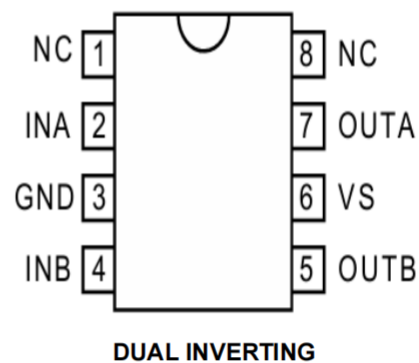 NC 1 8 NC
INA 2 7 OUTA
GND 3 6 VS
INB 4 5 OUTB
DUAL INVERTING